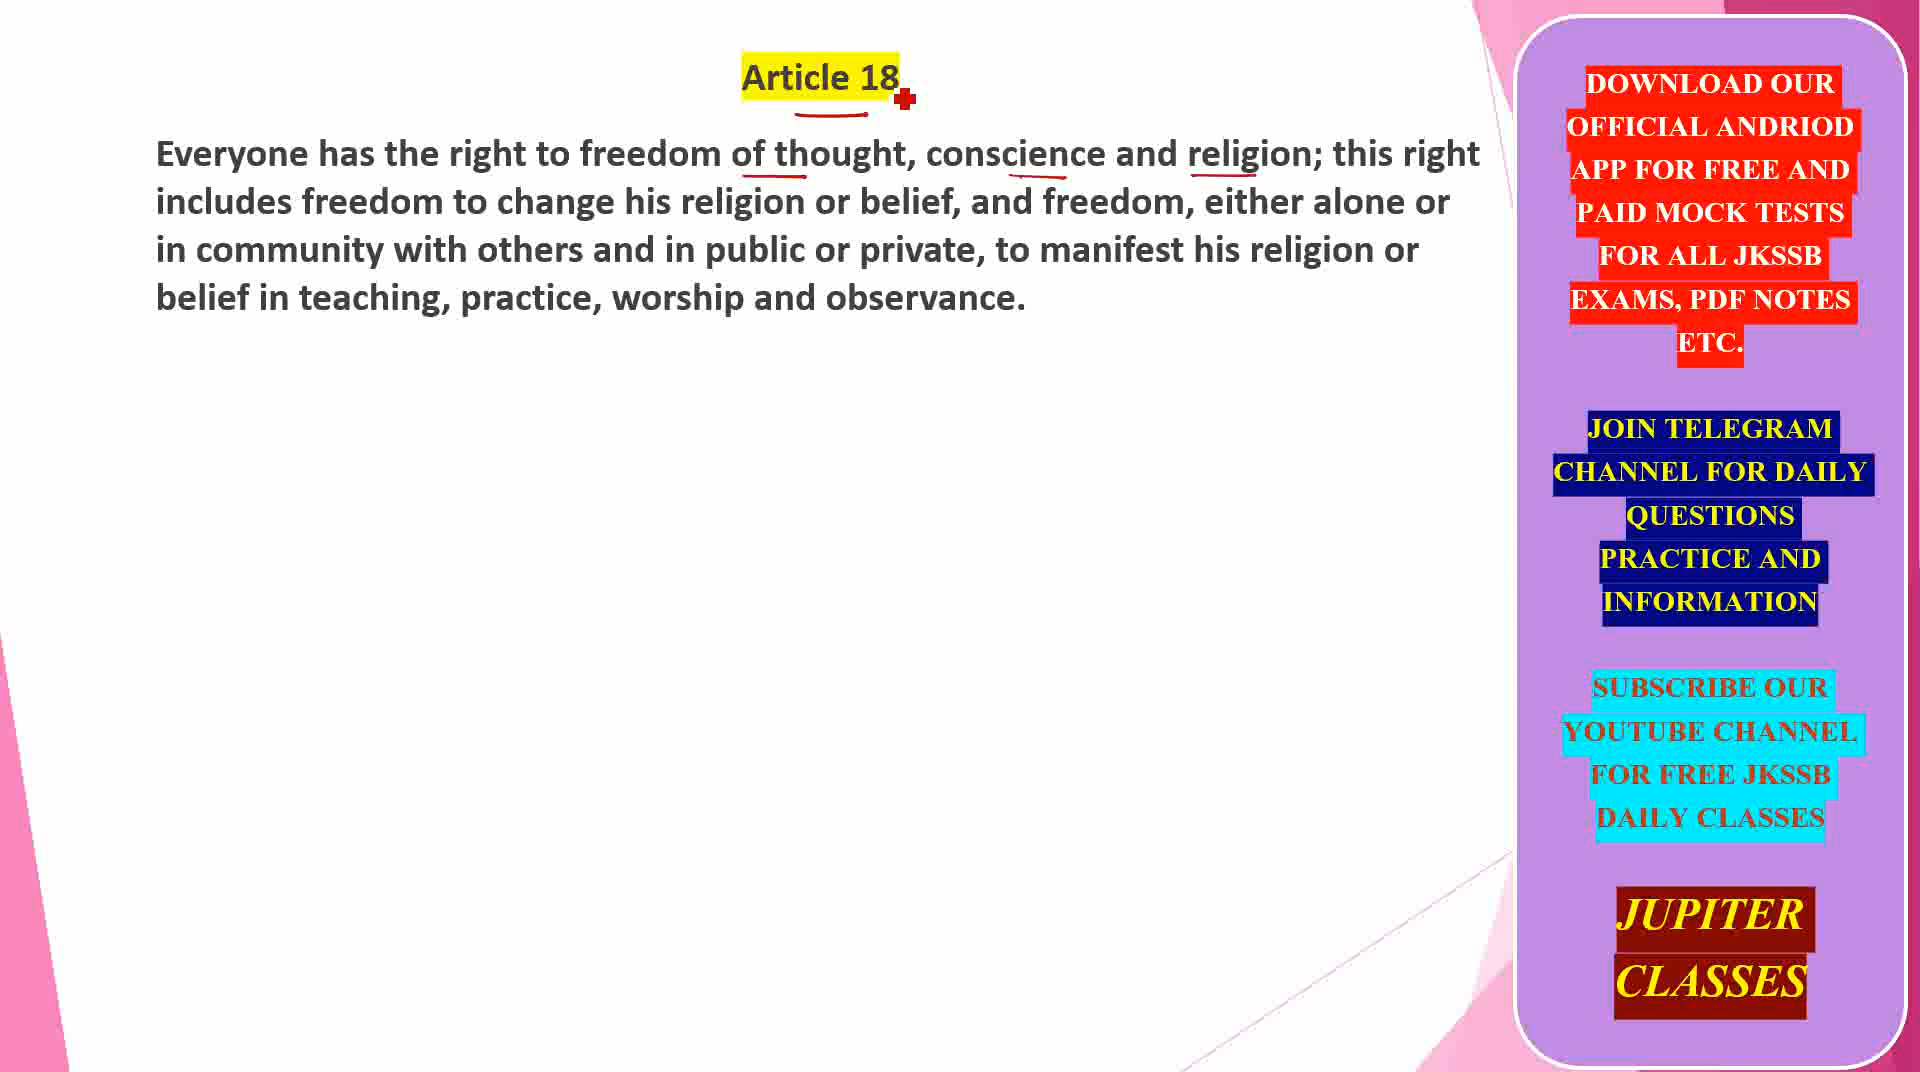 Article 18
Everyone has the right to freedom of thought, conscience and religion; this right
includes freedom to change his religion or belief, and freedom, either alone or
in community with others and in public or private, to manifest his religion or
belief in teaching, practice, worship and observance.
DOWNLOAD OUR
OFFICIAL ANDRIOD
APP FOR FREE AND
PAID MOCK TESTS
FOR ALL JKSSB
EXAMS, PDF NOTES
ETC.
JOIN TELEGRAM
CHANNEL FOR DAILY
QUESTIONS
PRACTICE AND
INFORMATION
SUBSCRIBE OUR
YOUTUBE CHANNEL
FOR FREE JKSSB
DAILY CLASSES
JUPITER
CLASSES